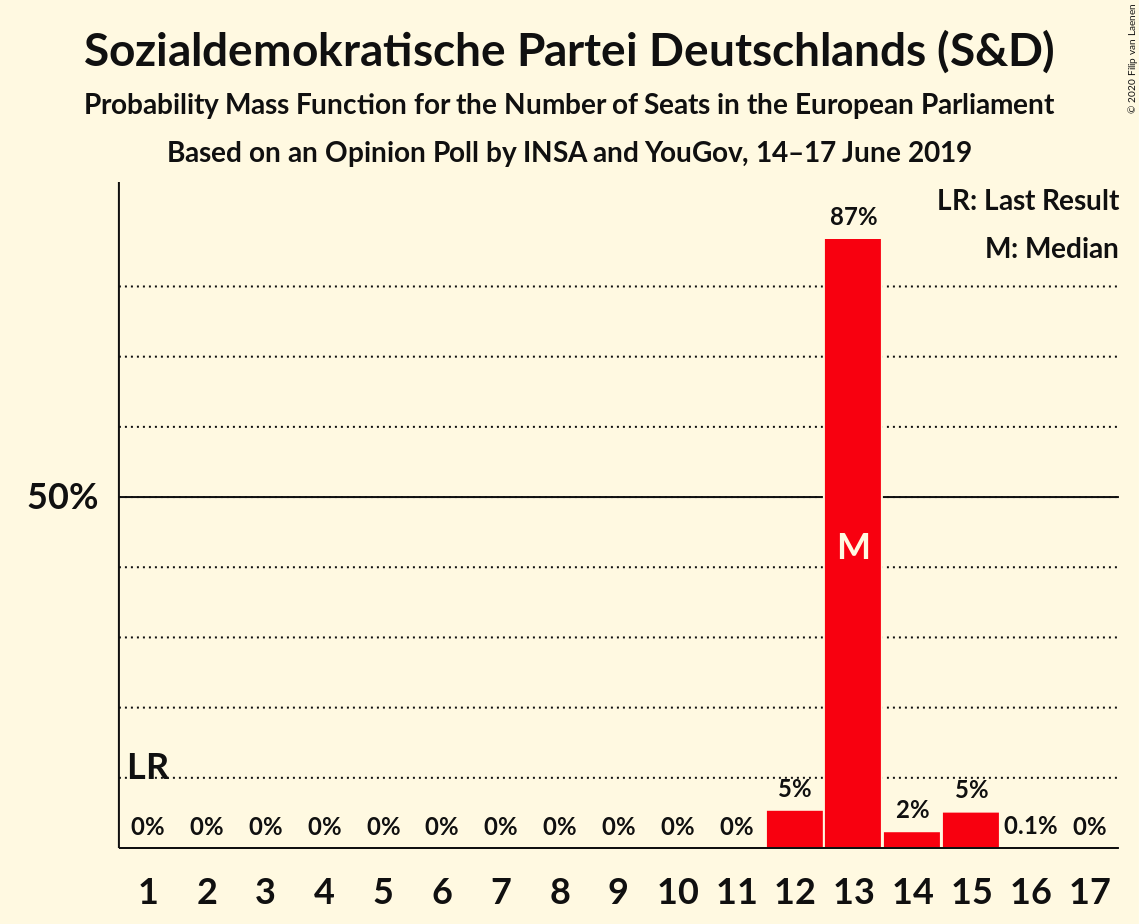 Sozialdemokratische Partei Deutschlands (S&D)
Probability Mass Function for the Number of Seats in the European Parliament
Based on an Opinion Poll by INSA and YouGov, 14–17 June 2019
© 2020 Filip van Laenen
LR: Last Result
M: Median
87%
50%
M
LR
0% 0% 0% 0% 0% 0% 0% 0% 0% 0% 0% 5% 2% 5% 0.1% 0%
1 2 3 4 5 6 7 8 9 10 11 12 13 14 15 16 17